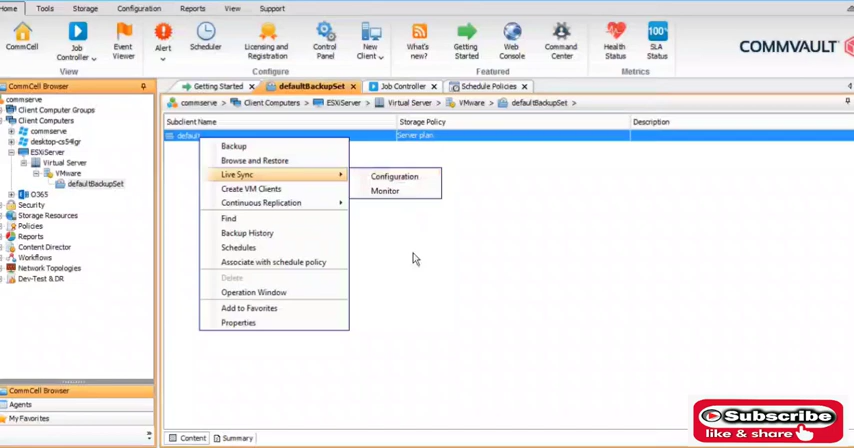 Home Tools Storage Configuration Reports View Support
CommCell
Job Controller
Event Viewer
Alert
Scheduler
Licensing and Registration
Control Panel
New Client
What's new?
Getting Started
Web Console
Command Center
Health Status
100%
SLA Status
View
Configure
Featured
Metrics
COMMVAULT
CommCell Browser
Getting Started
defaultBackupSet
Job Controller
Schedule Policies
commserve
Client Computer Groups
Client Computers
commserve
desktop-cs54lgr
ESXiServer
Virtual Server
VMware
defaultBackupSet
O365
Security
Storage Resources
Policies
Reports
Content Director
Workflows
Network Topologies
Dev-Test & DR
CommCell Browser
Agents
My Favorites
commserve > Client Computers > ESXiServer > Virtual Server > VMware > defaultBackupSet >
Subclient Name Storage Policy Description
default Server plan
Backup
Browse and Restore
Live Sync
Create VM Clients
Continuous Replication
Find
Backup History
Schedules
Associate with schedule policy
Delete
Operation Window
Add to Favorites
Properties
Configuration
Monitor
Content Summary
Subscribe
like & share